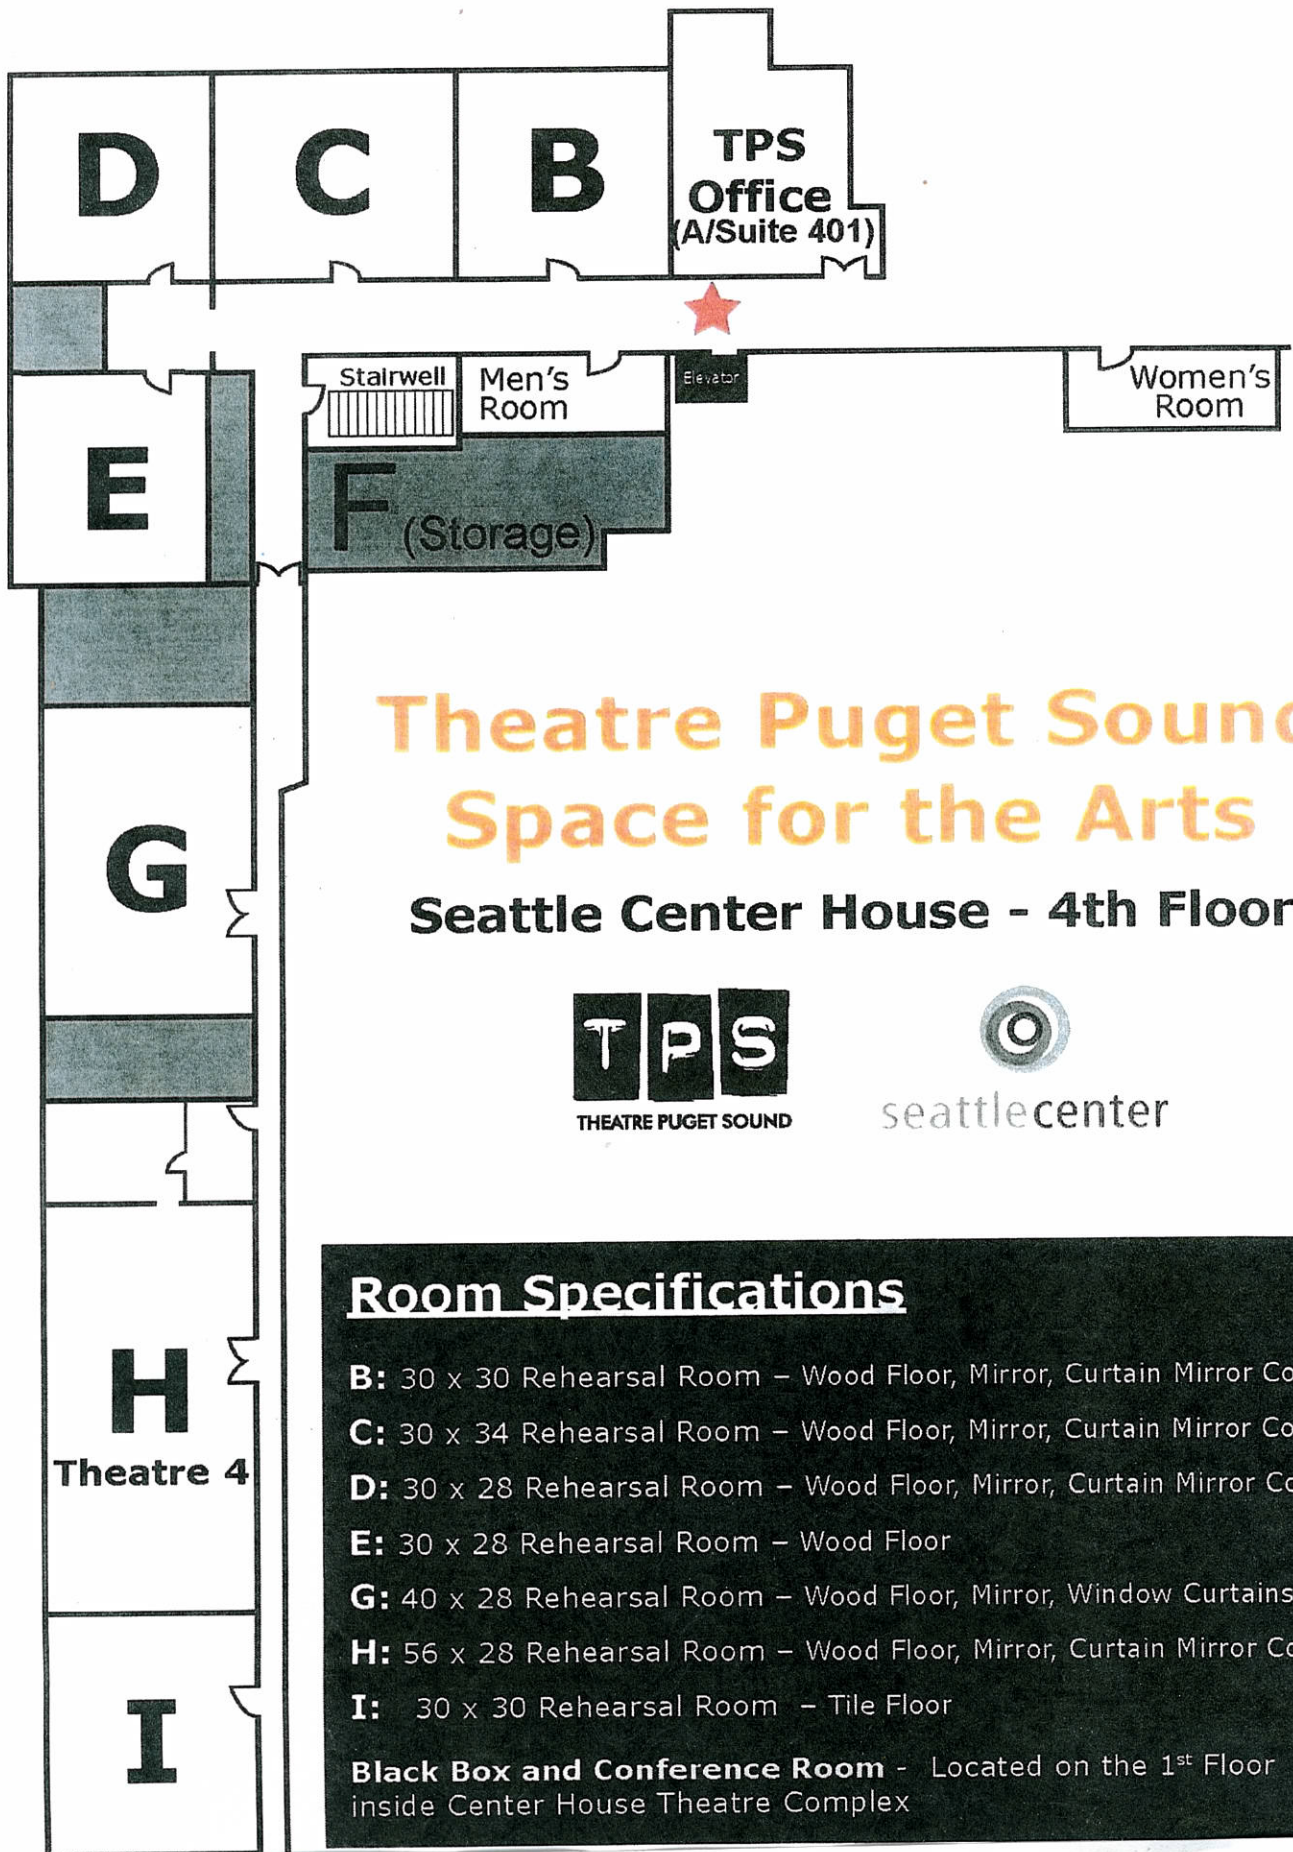 D
C
B
TPS
Office
(A/Suite 401)
Stairwell
Men's
Room
Elevator
Women's
Room
E
F (Storage)
Theatre Puget Sound
Space for the Arts
Seattle Center House - 4th Floor
G
TPS
THEATRE PUGET SOUND
seattlecenter
H
Theatre 4
I
Room Specifications
B: 30 x 30 Rehearsal Room – Wood Floor, Mirror, Curtain Mirror Co
C: 30 x 34 Rehearsal Room – Wood Floor, Mirror, Curtain Mirror Co
D: 30 x 28 Rehearsal Room – Wood Floor, Mirror, Curtain Mirror Co
E: 30 x 28 Rehearsal Room – Wood Floor
G: 40 x 28 Rehearsal Room – Wood Floor, Mirror, Window Curtains
H: 56 x 28 Rehearsal Room – Wood Floor, Mirror, Curtain Mirror Co
I: 30 x 30 Rehearsal Room – Tile Floor
Black Box and Conference Room - Located on the 1st Floor
inside Center House Theatre Complex